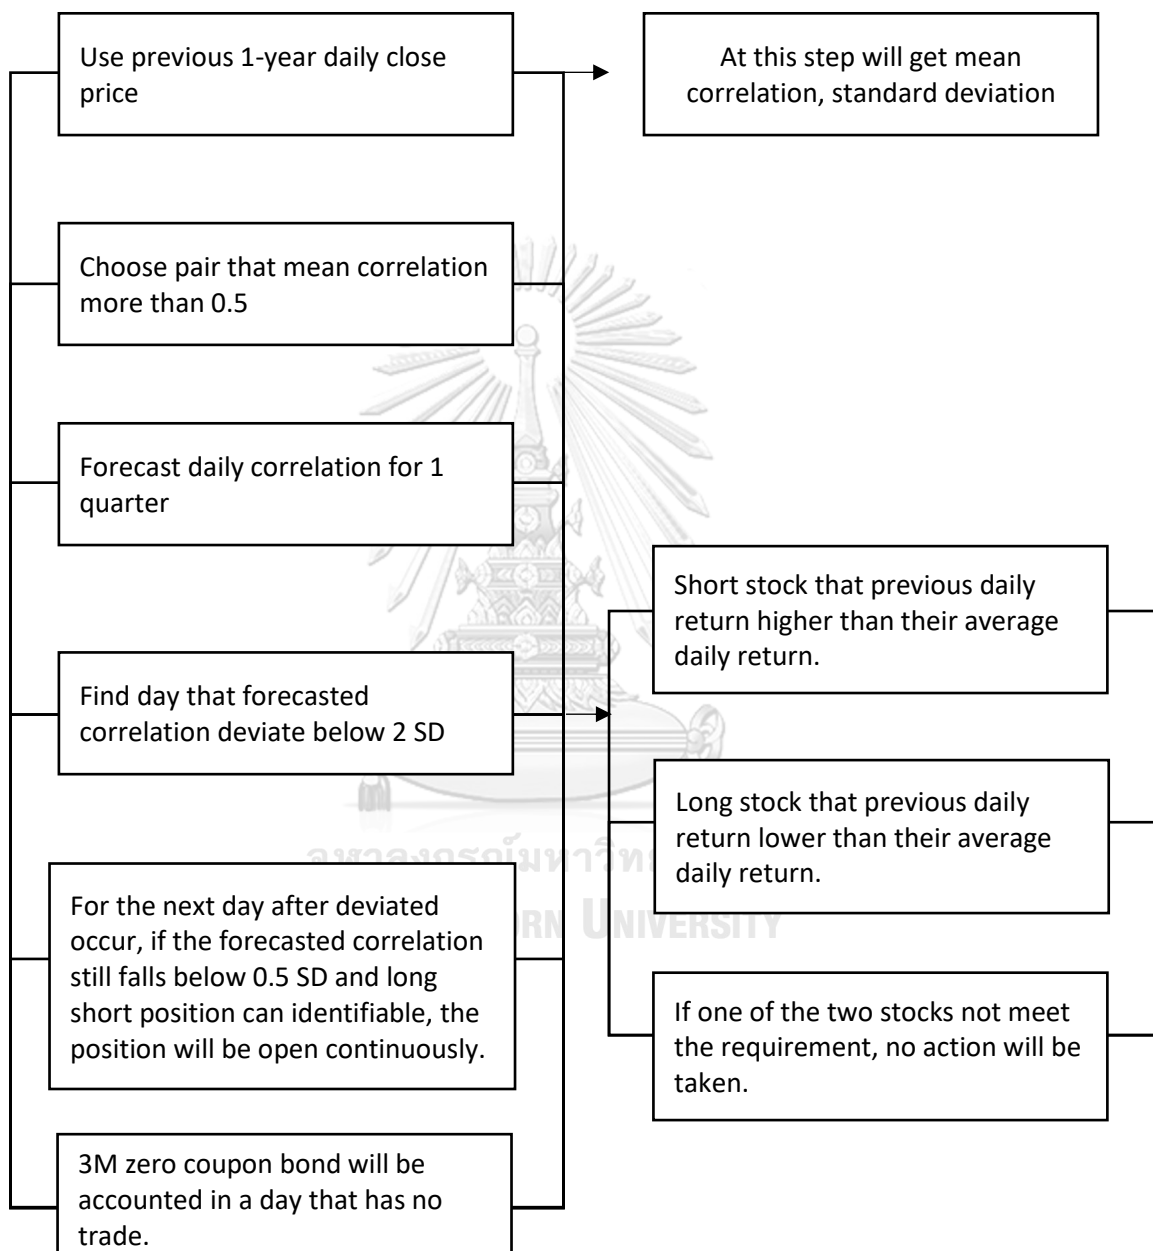 Use previous 1-year daily close
price
At this step will get mean
correlation, standard deviation
Choose pair that mean correlation
more than 0.5
Forecast daily correlation for 1
quarter
Find day that forecasted
correlation deviate below 2 SD
Short stock that previous daily
return higher than their average
daily return.
Long stock that previous daily
return lower than their average
daily return.
If one of the two stocks not meet
the requirement, no action will be
taken.
For the next day after deviated
occur, if the forecasted correlation
still falls below 0.5 SD and long
short position can identifiable, the
position will be open continuously.
3M zero coupon bond will be
accounted in a day that has no
trade.
UNIVERSITY